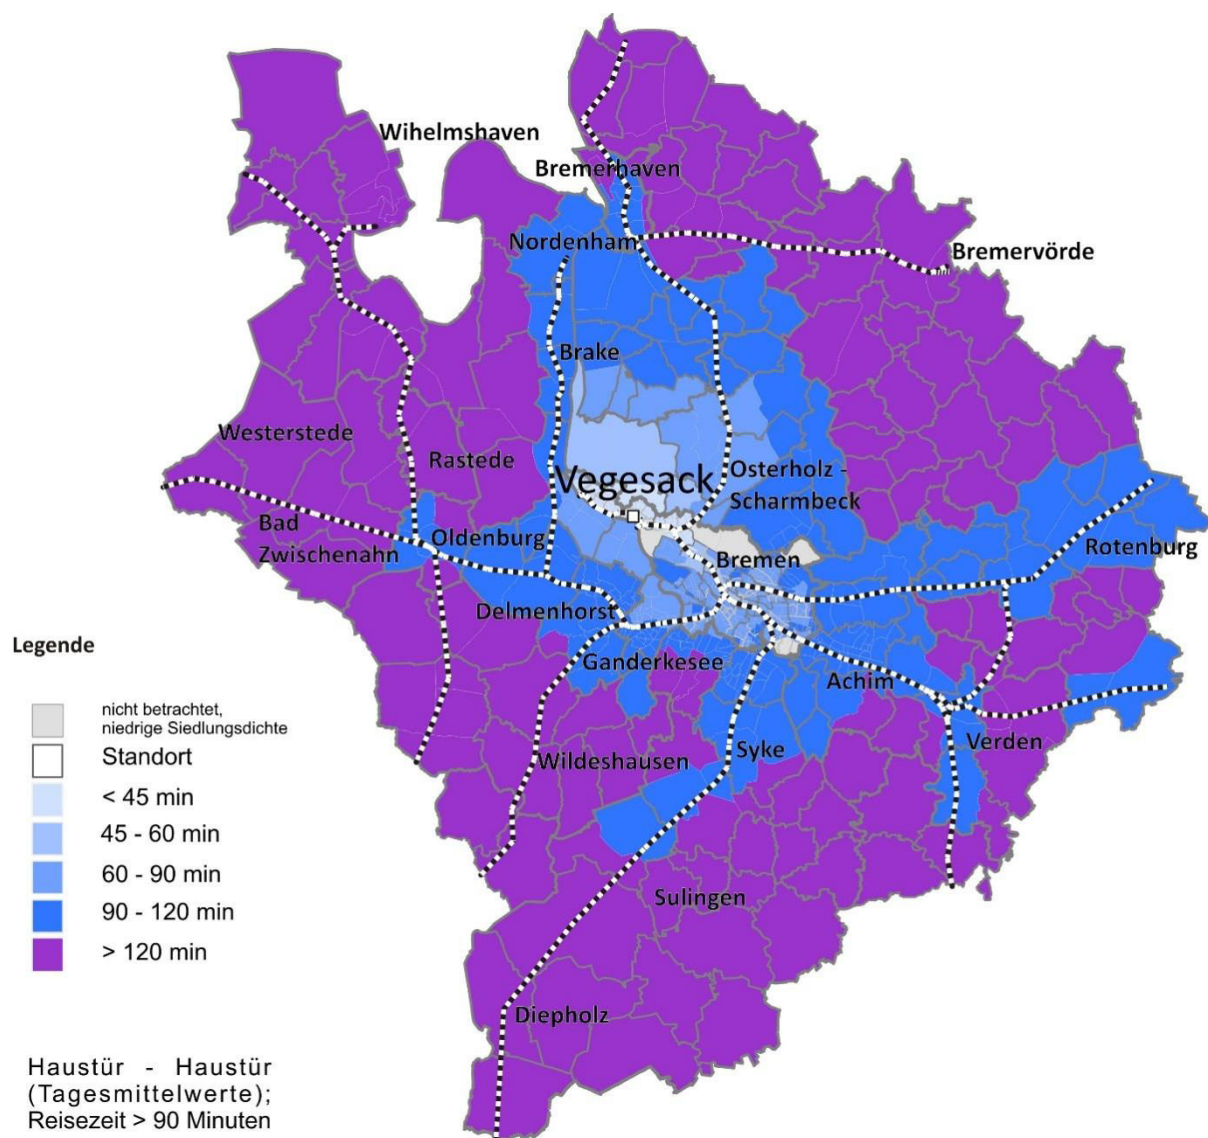 Wihelmshaven
Bremerhaven
Nordenham
Bremervörde
Brake
Westerstede
Rastede
Vegesack
Osterholz -
Scharmbeck
Bad
Zwischenahn
Oldenburg
Bremen
Rotenburg
Delmenhorst
Ganderkesee
Achim
Verden
Wildeshausen
Syke
Sulingen
Diepholz
Legende
nicht betrachtet,
niedrige Siedlungsdichte
Standort
< 45 min
45 - 60 min
60 - 90 min
90 - 120 min
> 120 min
Haustür - Haustür
(Tagesmittelwerte);
Reisezeit > 90 Minuten